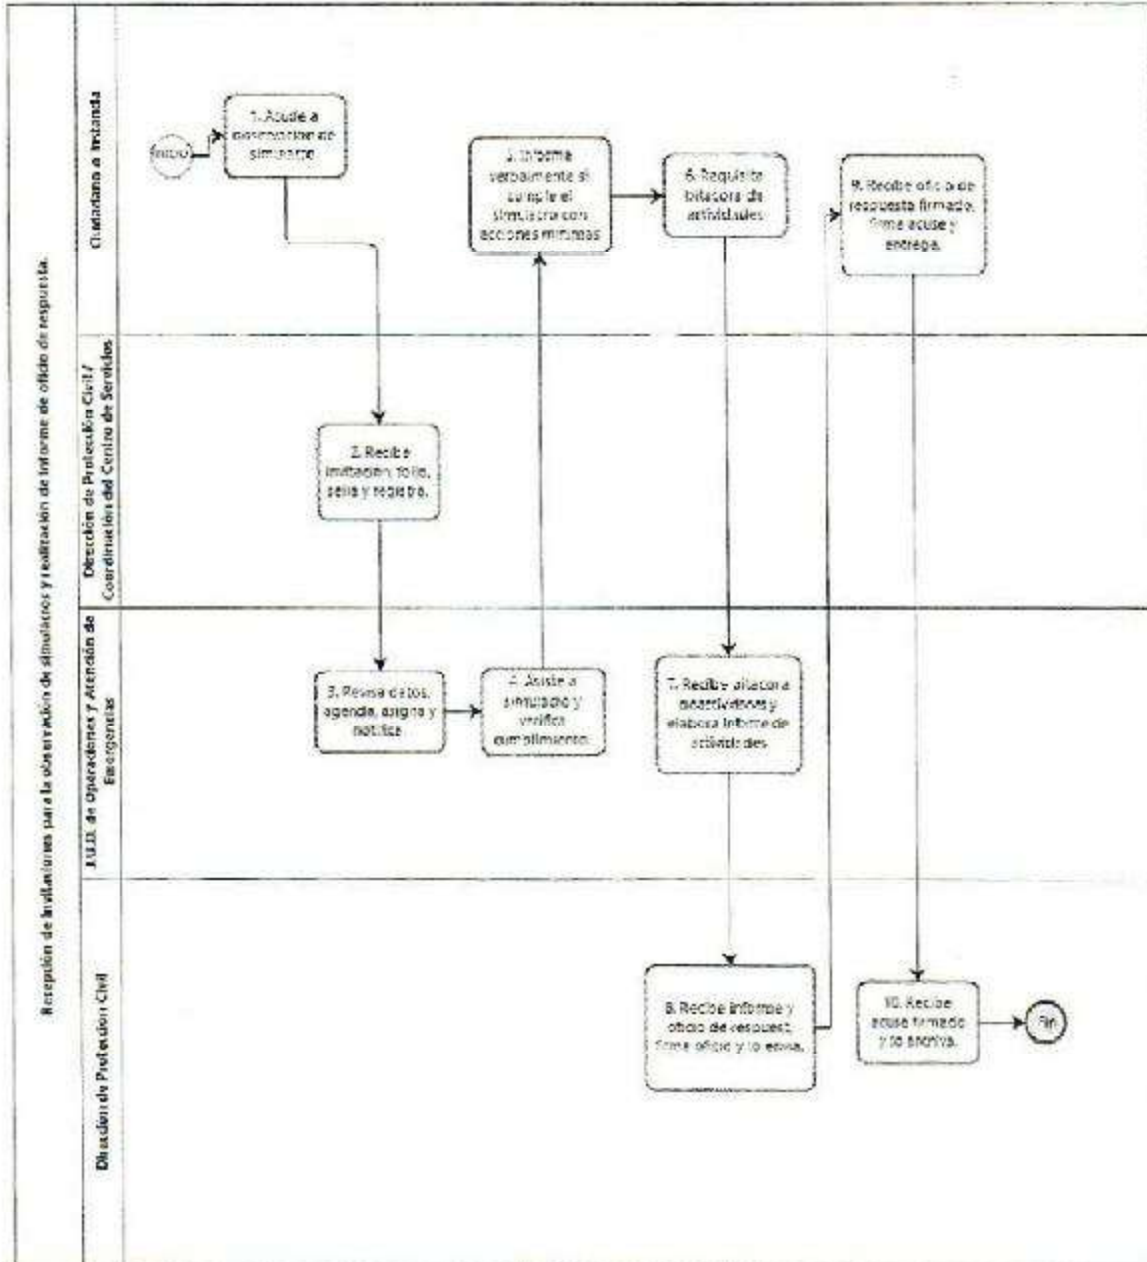 Recepción de invitaciones para la observación de simulacros y realización de informe de oficio de respuesta.
Ciudadano o Instancia
Inicio
1. Acude a
observación de
simulacro
5. Informa
verbalmente si
cumple el
simulacro con
acciones mínimas
6. Requisita
bitácora de
actividades
9. Recibe oficio de
respuesta firmado,
firma acuse y
entrega.
Dirección de Protección Civil /
Coordinación del Centro de Servicios
2. Recibe
invitación, folia,
sella y registra.
J.U.D. de Operaciones y Atención de
Emergencias
3. Revisa datos,
agenda, asigna y
notifica
4. Asiste a
simulacro y
verifica
cumplimiento.
7. Recibe bitácora
de actividades y
elabora informe de
actividades
Dirección de Protección Civil
8. Recibe informe y
oficio de respuest,
firma oficio y lo envía.
10. Recibe
acuse firmado
y lo archiva.
Fin